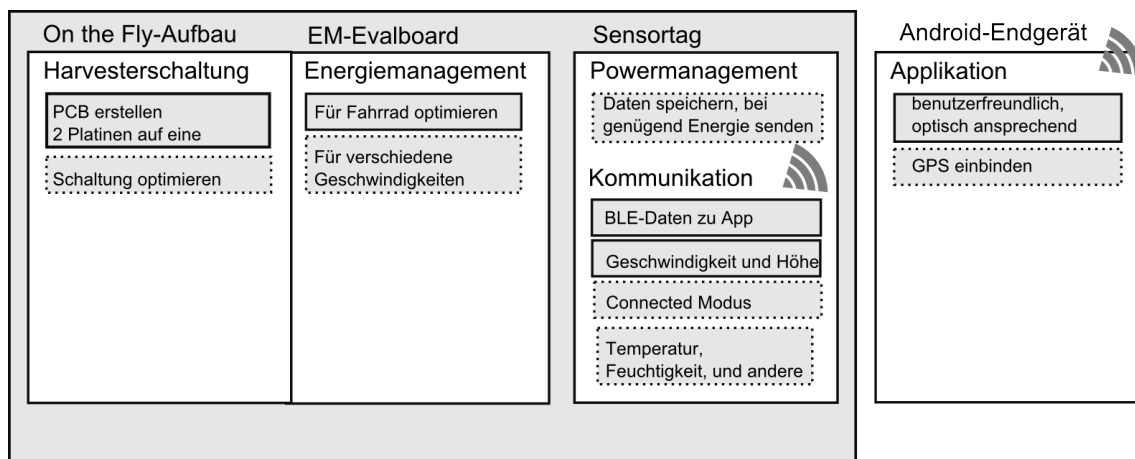 On the Fly-Aufbau
Harvesterschaltung
PCB erstellen
2 Platinen auf eine
Schaltung optimieren
EM-Evalboard
Energiemanagement
Für Fahrrad optimieren
Für verschiedene
Geschwindigkeiten
Sensortag
Powermanagement
Daten speichern, bei
genügend Energie senden
Kommunikation
BLE-Daten zu App
Geschwindigkeit und Höhe
Connected Modus
Temperatur,
Feuchtigkeit, und andere
Android-Endgerät
Applikation
benutzerfreundlich,
optisch ansprechend
GPS einbinden